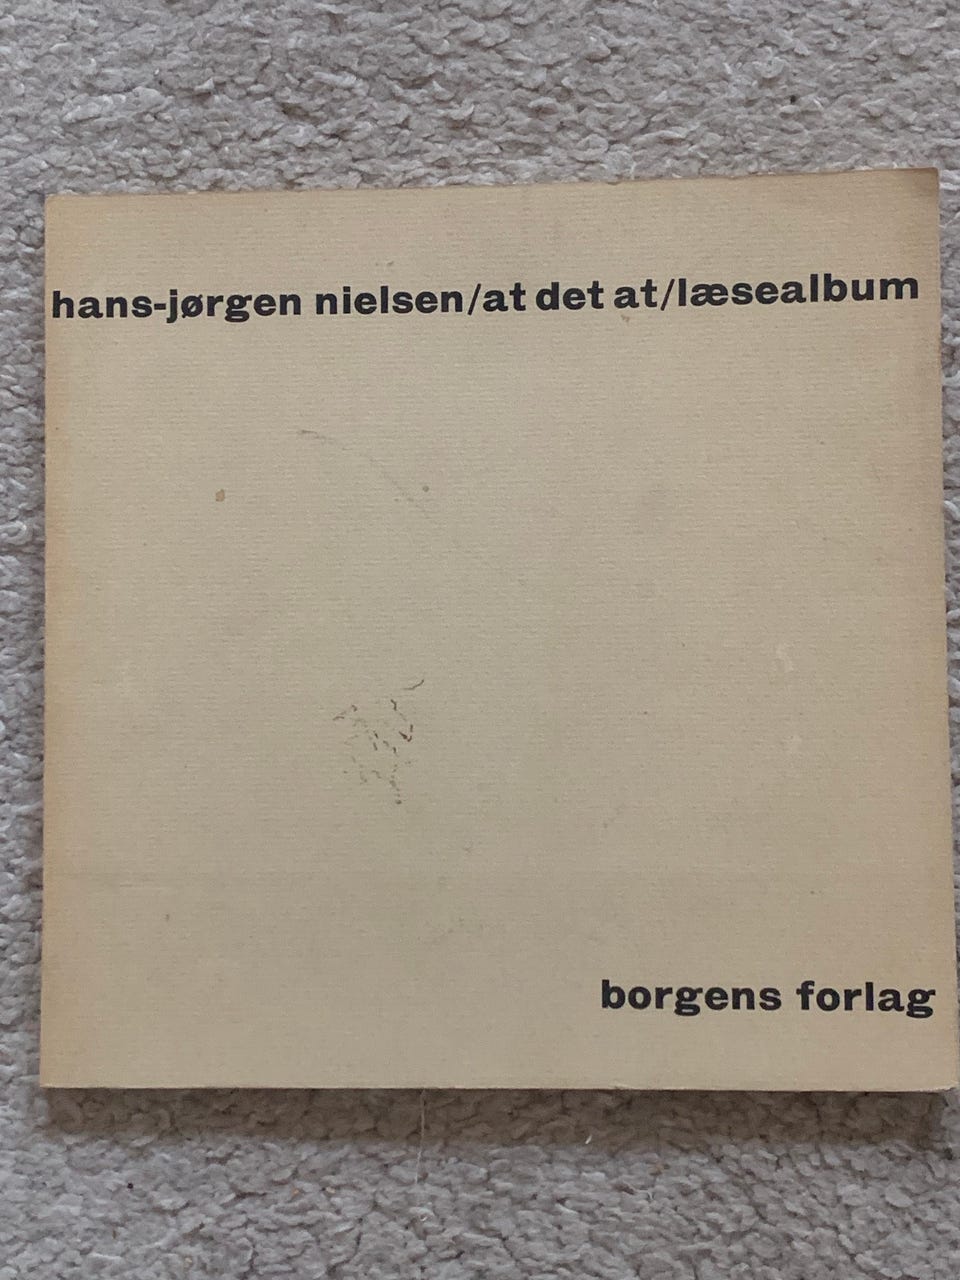 hans-jørgen nielsen/at det at/læsealbum
borgens forlag